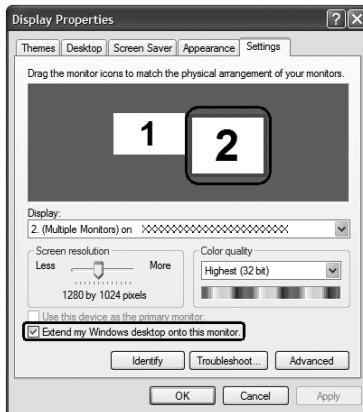 Display Properties
Themes Desktop Screen Saver Appearance Settings
Drag the monitor icons to match the physical arrangement of your monitors.
1 2
Display:
2. (Multiple Monitors) on XXXXXXXXXXXXXXXXXXXXXX
Screen resolution Color quality
Less More Highest (32 bit)
1280 by 1024 pixels
Use this device as the primary monitor.
Extend my Windows desktop onto this monitor.
Identify Troubleshoot... Advanced
OK Cancel Apply